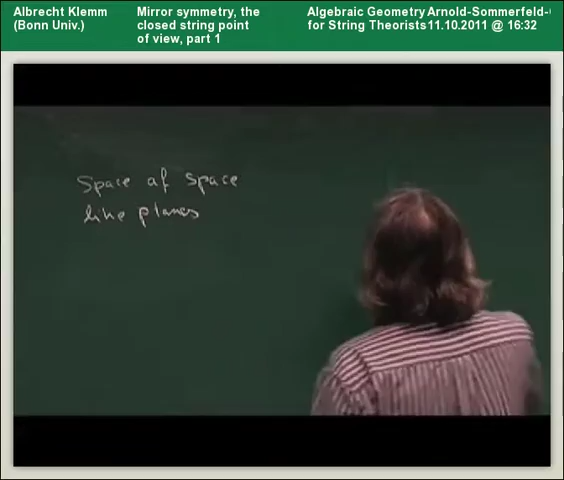 Albrecht Klemm
(Bonn Univ.)
Mirror symmetry, the
closed string point
of view, part 1
Algebraic Geometry
for String Theorists
Arnold-Sommerfeld-
11.10.2011 @ 16:32
Space of space
like planes